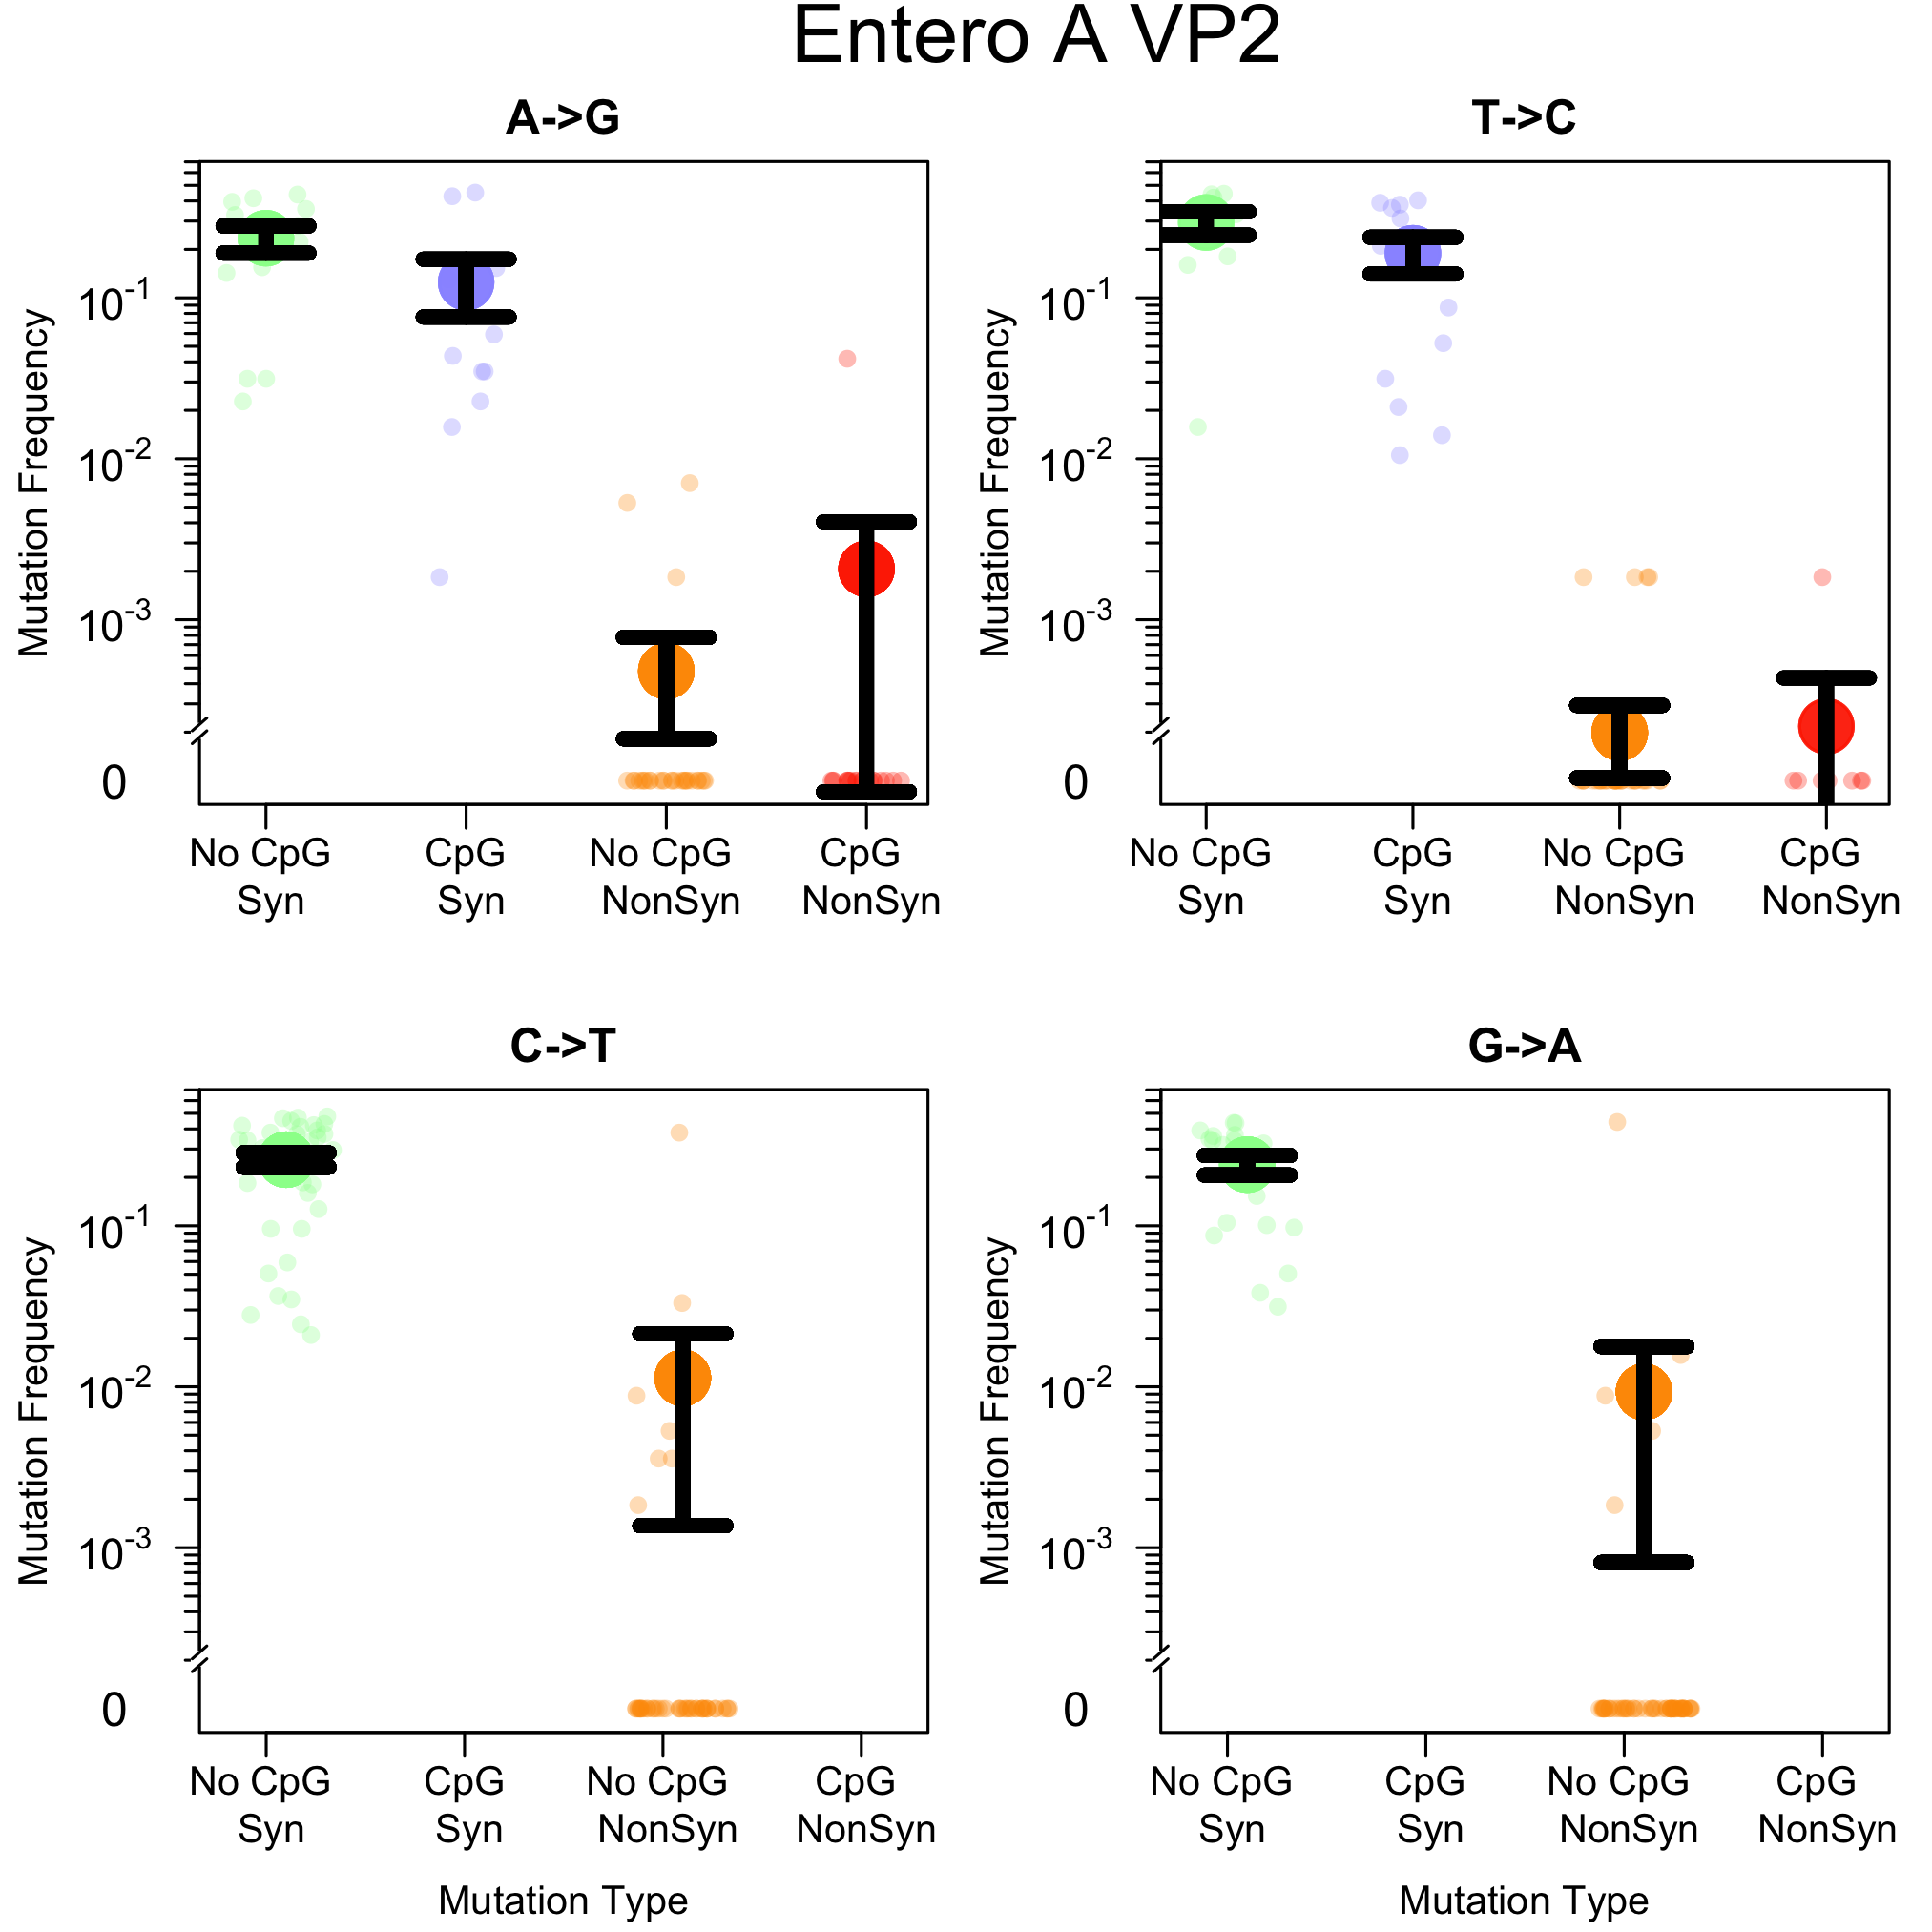 Entero A VP2
A->G
Mutation Frequency
10-1
10-2
10-3
0
No CpG
Syn
CpG
Syn
No CpG
NonSyn
CpG
NonSyn
T->C
Mutation Frequency
10-1
10-2
10-3
0
No CpG
Syn
CpG
Syn
No CpG
NonSyn
CpG
NonSyn
C->T
Mutation Frequency
10-1
10-2
10-3
0
No CpG
Syn
CpG
Syn
No CpG
NonSyn
CpG
NonSyn
Mutation Type
G->A
Mutation Frequency
10-1
10-2
10-3
0
No CpG
Syn
CpG
Syn
No CpG
NonSyn
CpG
NonSyn
Mutation Type